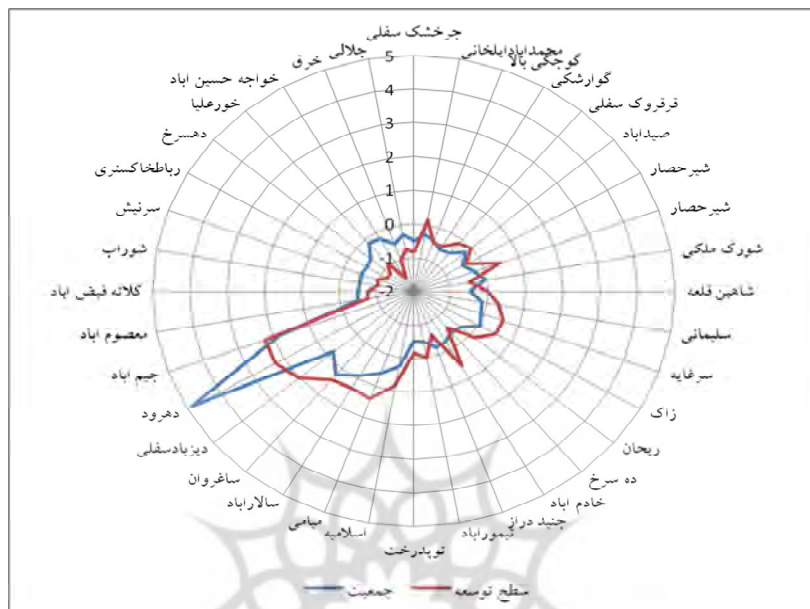 جرخشک سفلی
محمدابادایلخانی
کوجکی بالا
گوارشکی
قرقروک سفلی
صیداباد
شیرحصار
شیرحصار
شورک ملکی
شاهین قلعه
سلیمانی
سرغایه
زاک
ریحان
ده سرخ
خادم اباد
جنبد دراز
تیموراباد
توپدرخت
اسلامیه
میامی
سالاراباد
ساغروان
دیزبادسفلی
دهرود
جیم اباد
معصوم اباد
کلاته فیض اباد
شوراب
سرنیش
رباطخاکستری
دهسرخ
خورعلیا
خواجه حسین اباد
خرق
جلالی
5
4
3
2
1
0
-1
-2
جمعیت
سطح توسعه